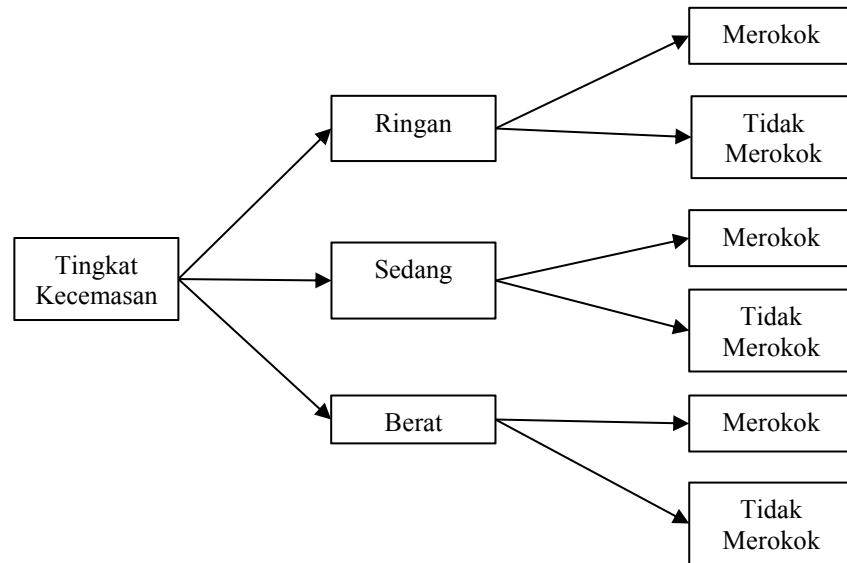 Merokok
Ringan
Tidak
Merokok
Tingkat
Kecemasan
Sedang
Merokok
Tidak
Merokok
Berat
Merokok
Tidak
Merokok